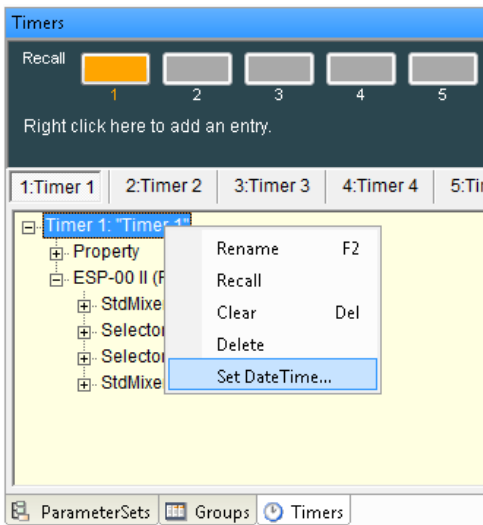 Timers
Recall
1 2 3 4 5
Right click here to add an entry.
1:Timer 1 2:Timer 2 3:Timer 3 4:Timer 4
Timer 1: "Timer 1"
Property
ESP-00 II
Rename F2
Recall
Clear Del
Delete
Set DateTime...
ParameterSets Groups Timers